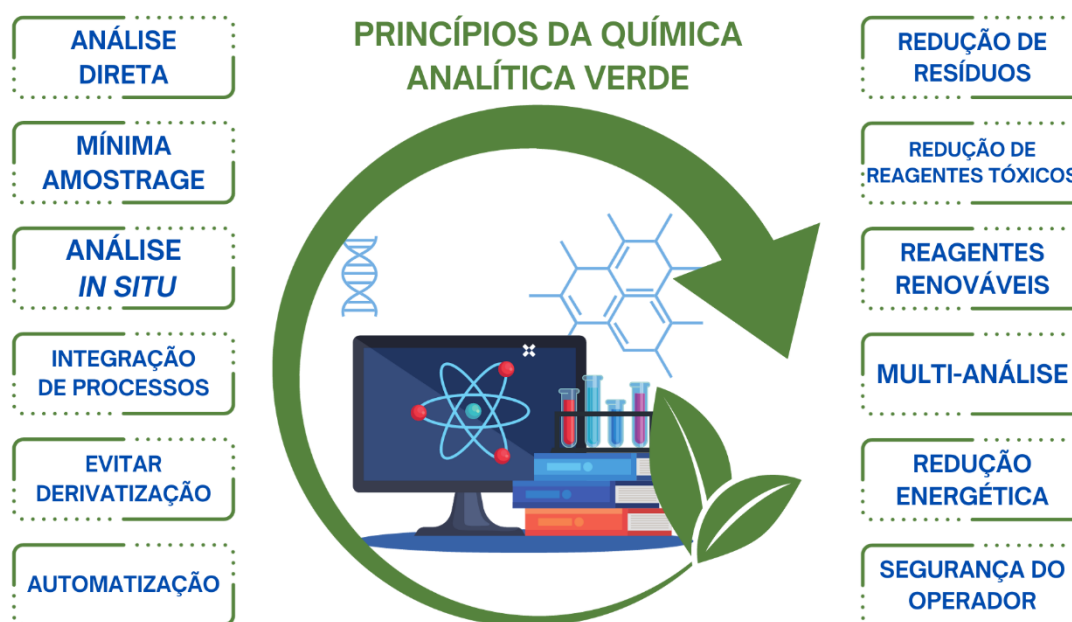 PRINCÍPIOS DA QUÍMICA
ANALÍTICA VERDE
ANÁLISE
DIRETA
MÍNIMA
AMOSTRAGE
ANÁLISE
IN SITU
INTEGRAÇÃO
DE PROCESSOS
EVITAR
DERIVATIZAÇÃO
AUTOMATIZAÇÃO
REDUÇÃO DE
RESÍDUOS
REDUÇÃO DE
REAGENTES TÓXICOS
REAGENTES
RENOVÁVEIS
MULTI-ANÁLISE
REDUÇÃO
ENERGÉTICA
SEGURANÇA DO
OPERADOR